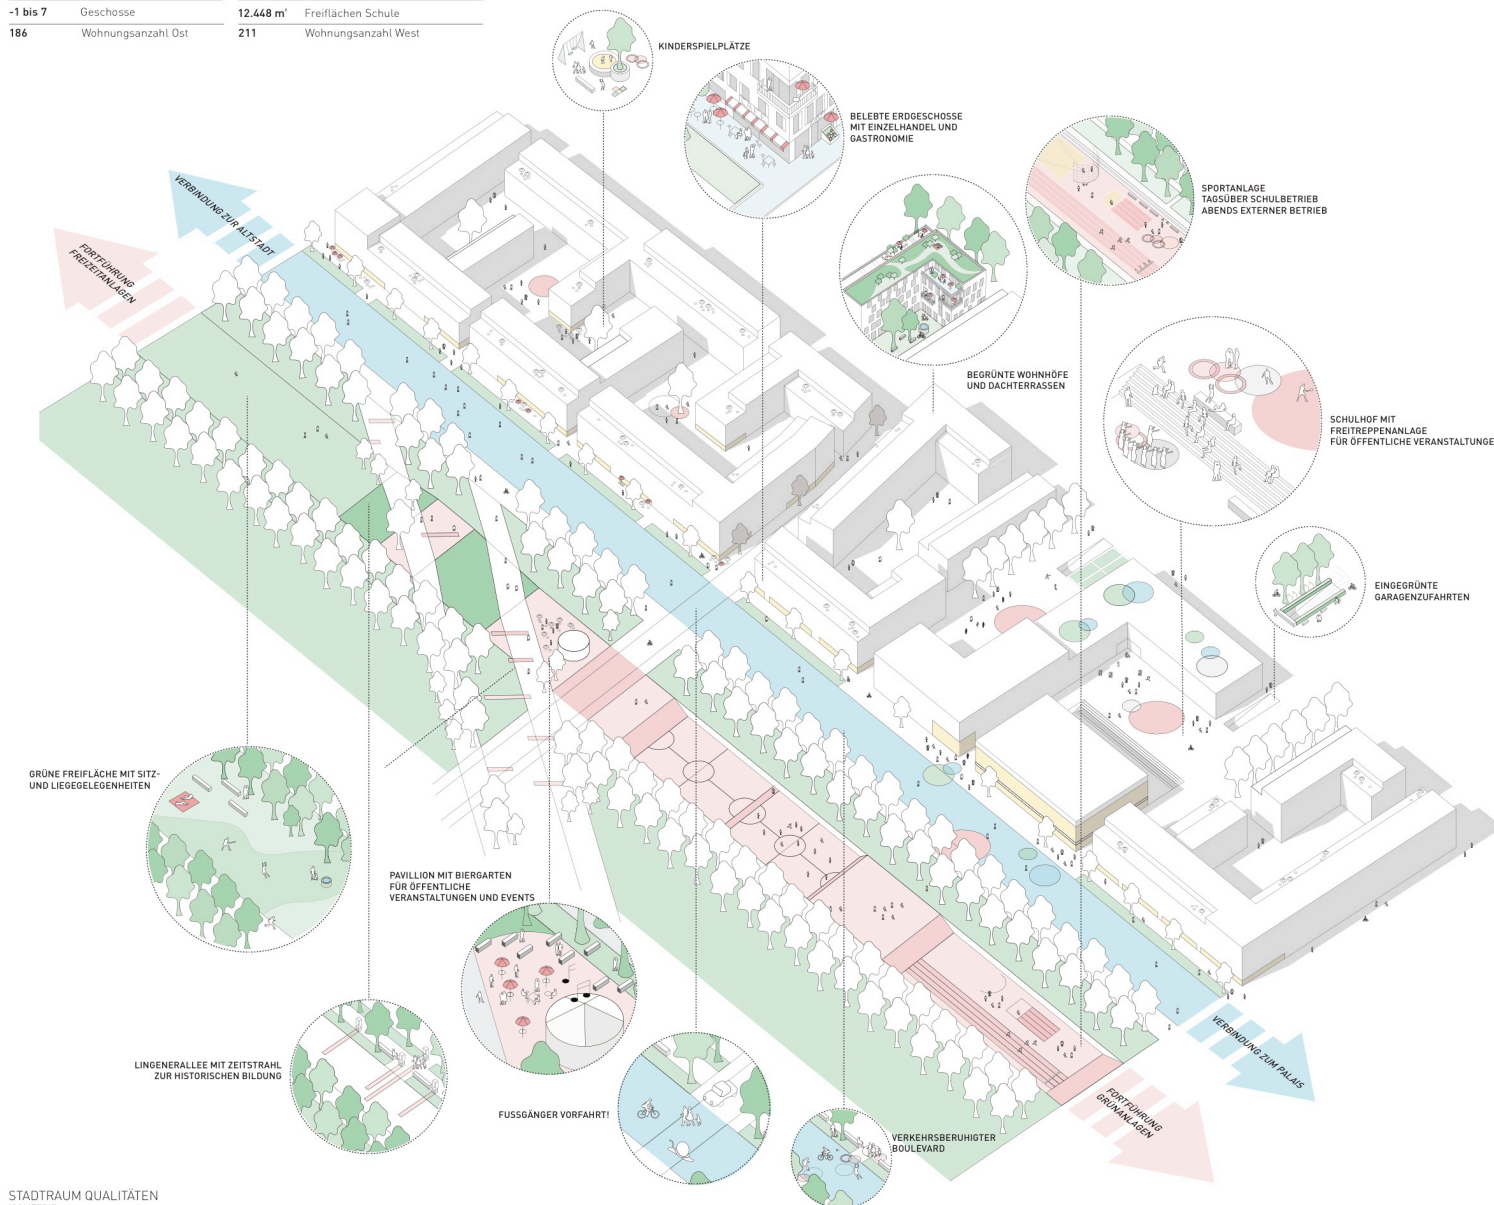 -1 bis 7 Geschosse
12.448 m² Freiflächen Schule
186 Wohnungsanzahl Ost
211 Wohnungsanzahl West
KINDERSPIELPLÄTZE
BELEBTE ERDGESCHOSSE
MIT EINZELHANDEL UND
GASTRONOMIE
SPORTANLAGE
TAGSÜBER SCHULBETRIEB
ABENDS EXTERNER BETRIEB
VERBINDUNG ZUR ALTSTADT
FORTFÜHRUNG
FREIZEITANLAGEN
BEGRÜNTE WOHNHÖFE
UND DACHTERRASSEN
SCHULHOF MIT
FREITREPPENANLAGE
FÜR ÖFFENTLICHE VERANSTALTUNGE
EINGEGRÜNTE
GARAGENZUFAHRTEN
GRÜNE FREIFLÄCHE MIT SITZ-
UND LIEGEGELEGENHEITEN
PAVILLION MIT BIERGARTEN
FÜR ÖFFENTLICHE
VERANSTALTUNGEN UND EVENTS
LINGENERALLEE MIT ZEITSTRAHL
ZUR HISTORISCHEN BILDUNG
FUSSGÄNGER VORFAHRT!
VERKEHRSBERUHIGTER
BOULEVARD
VERBINDUNG ZUM PALAIS
FORTFÜHRUNG
GRÜNANLAGEN
STADTRAUM QUALITÄTEN